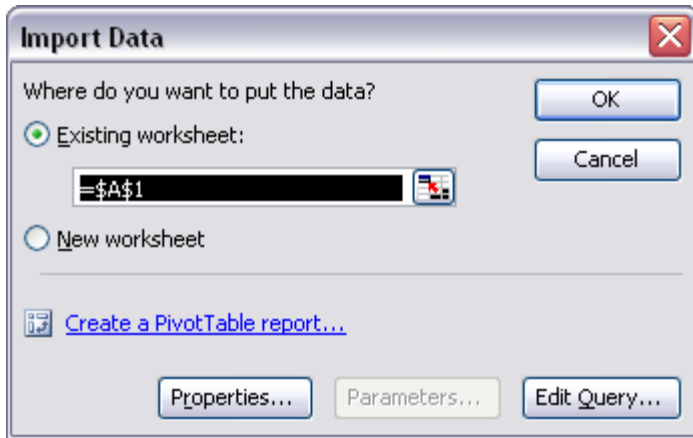 Import Data
Where do you want to put the data?
OK
Existing worksheet:
Cancel
=$A$1
New worksheet
Create a PivotTable report...
Properties... Parameters... Edit Query...